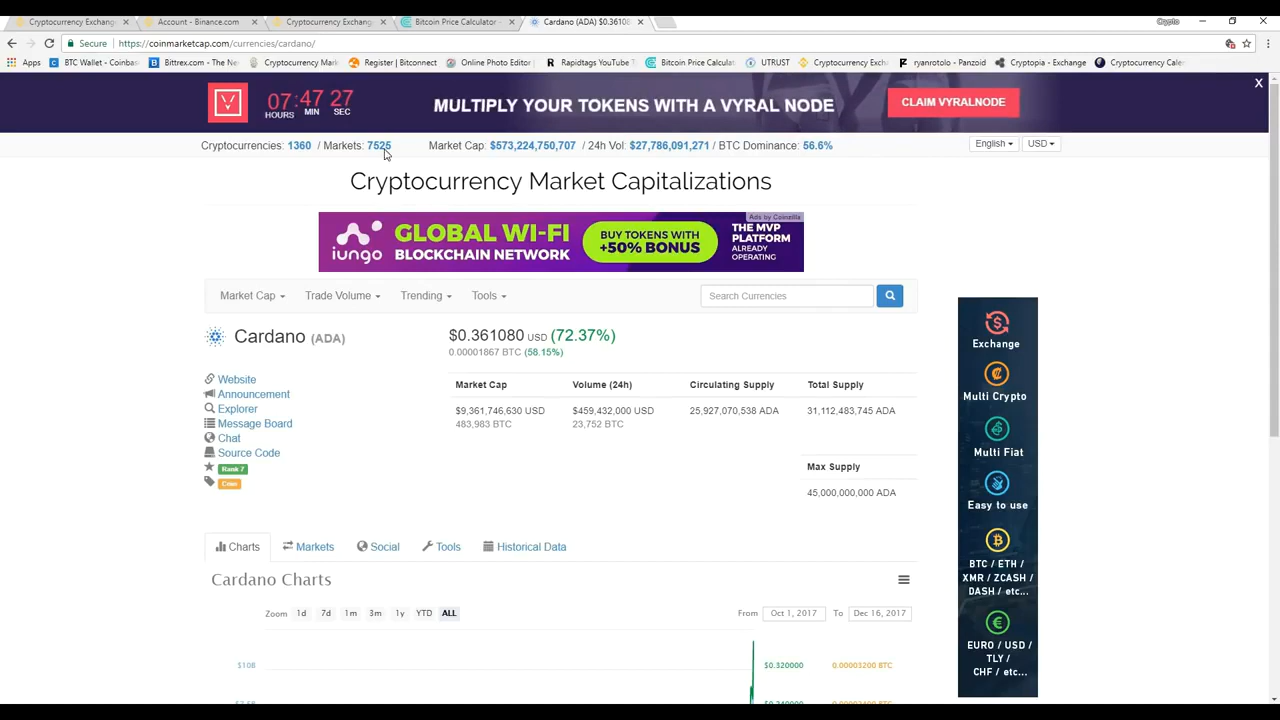 Cryptocurrency Exchang
Account - Binance.com
Cryptocurrency Exchang
Bitcoin Price Calculator -
Cardano (ADA) $0.361080
Crypto
Secure https://coinmarketcap.com/currencies/cardano/
Apps BTC Wallet - Coinbas Bittrex.com - The Ne Cryptocurrency Mark Register | Bitconnect Online Photo Editor Rapidtags YouTube T Bitcoin Price Calculat UTRUST Cryptocurrency Exch ryanrotolo - Panzoid Cryptopia - Exchange Cryptocurrency Cale
07:47 27
HOURS MIN SEC
MULTIPLY YOUR TOKENS WITH A VYRAL NODE
CLAIM VYRALNODE
X
Cryptocurrencies: 1360 / Markets: 7525 Market Cap: $573,224,750,707 / 24h Vol: $27,786,091,271 / BTC Dominance: 56.6% English USD
Cryptocurrency Market Capitalizations
Ads by Coinzilla
iungo
GLOBAL WI-FI
BLOCKCHAIN NETWORK
BUY TOKENS WITH
+50% BONUS
THE MVP
PLATFORM
ALREADY
OPERATING
Market Cap Trade Volume Trending Tools Search Currencies
Cardano (ADA)
$0.361080 USD (72.37%)
0.00001867 BTC (58.15%)
Website
Announcement
Explorer
Message Board
Chat
Source Code
Rank 7
Coin
Market Cap Volume (24h) Circulating Supply Total Supply
$9,361,746,630 USD $459,432,000 USD 25,927,070,538 ADA 31,112,483,745 ADA
483,983 BTC 23,752 BTC
Max Supply
45,000,000,000 ADA
Exchange
Multi Crypto
Multi Fiat
Easy to use
BTC / ETH /
XMR / ZCASH /
DASH / etc...
EURO / USD /
TLY /
CHF / etc...
Charts Markets Social Tools Historical Data
Cardano Charts
Zoom 1d 7d 1m 3m 1y YTD ALL From Oct 1, 2017 To Dec 16, 2017
$10B $0.320000 0.00003200 BTC